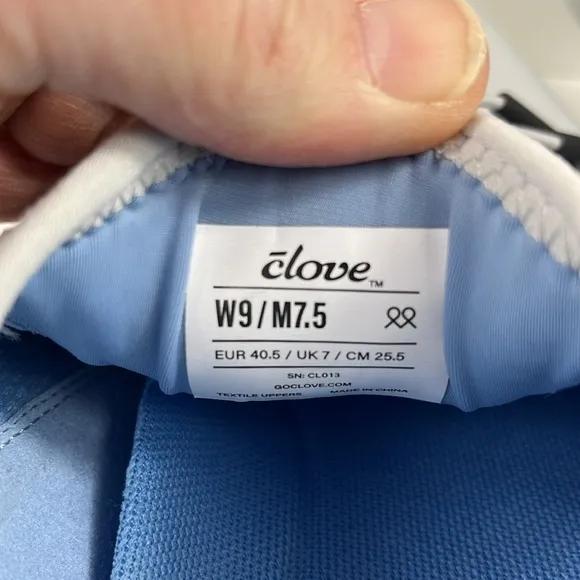 clove™
W9 / M7.5
EUR 40.5 / UK 7 / CM 25.5
SN: CL013
GOCLOVE.COM
TEXTILE UPPERS MADE IN CHINA